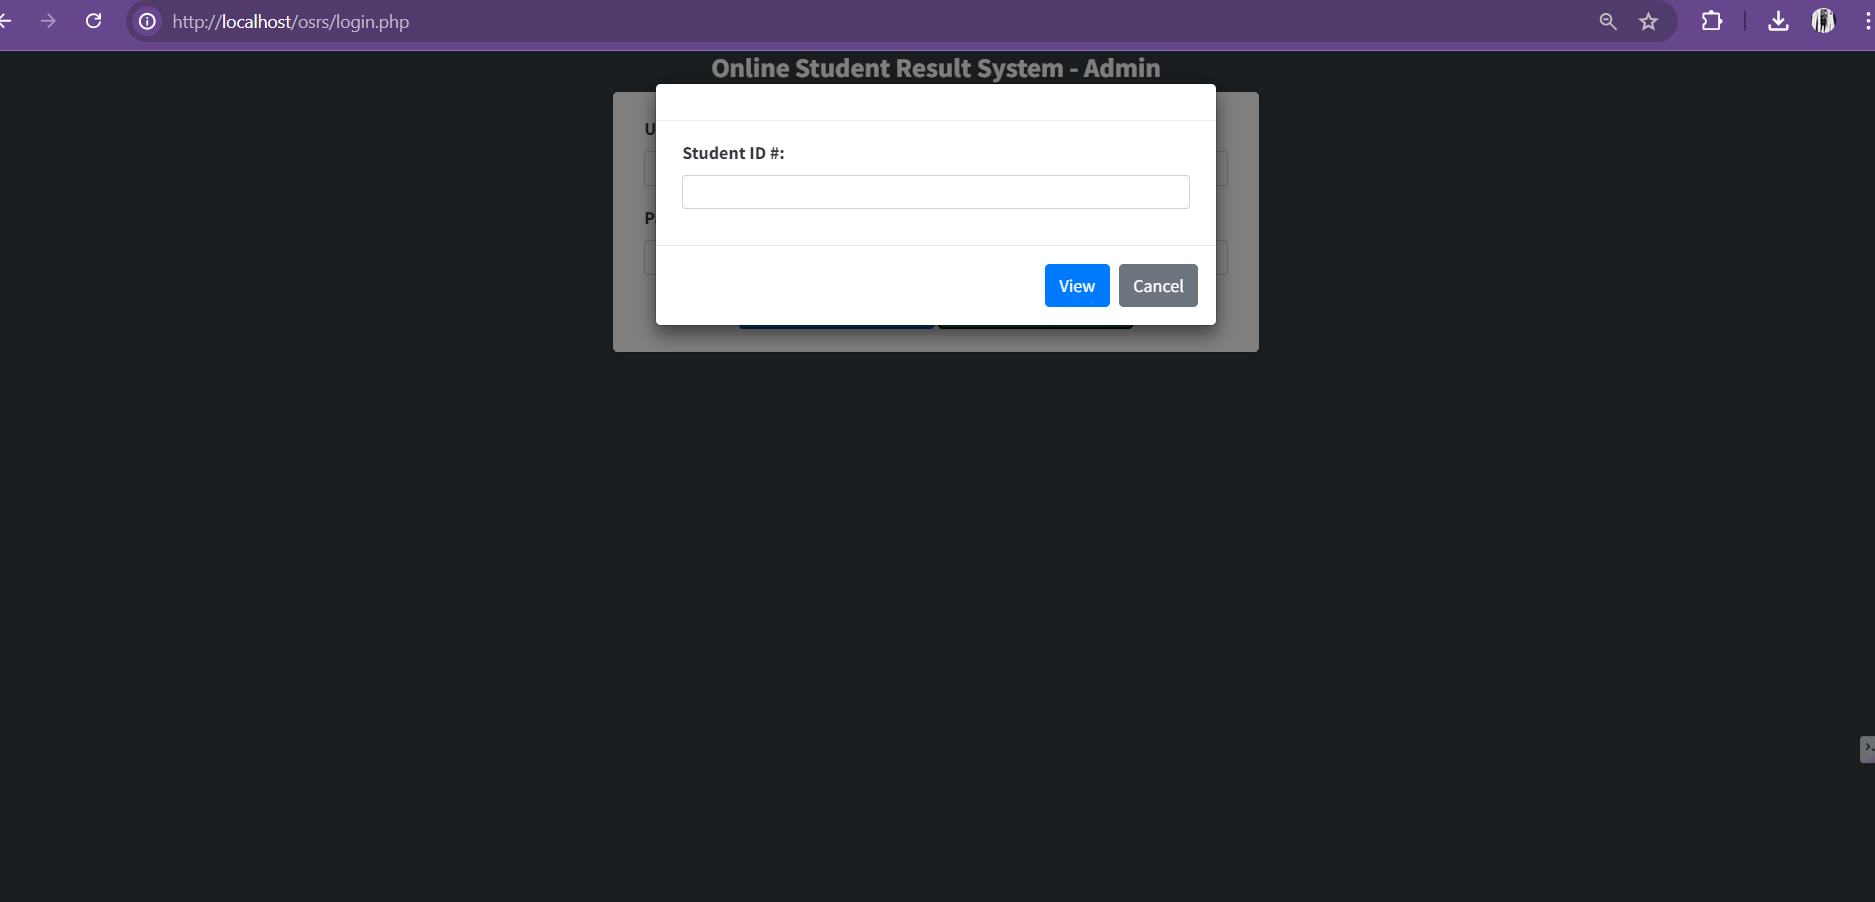 http://localhost/osrs/login.php
Online Student Result System - Admin
Student ID #:
View
Cancel